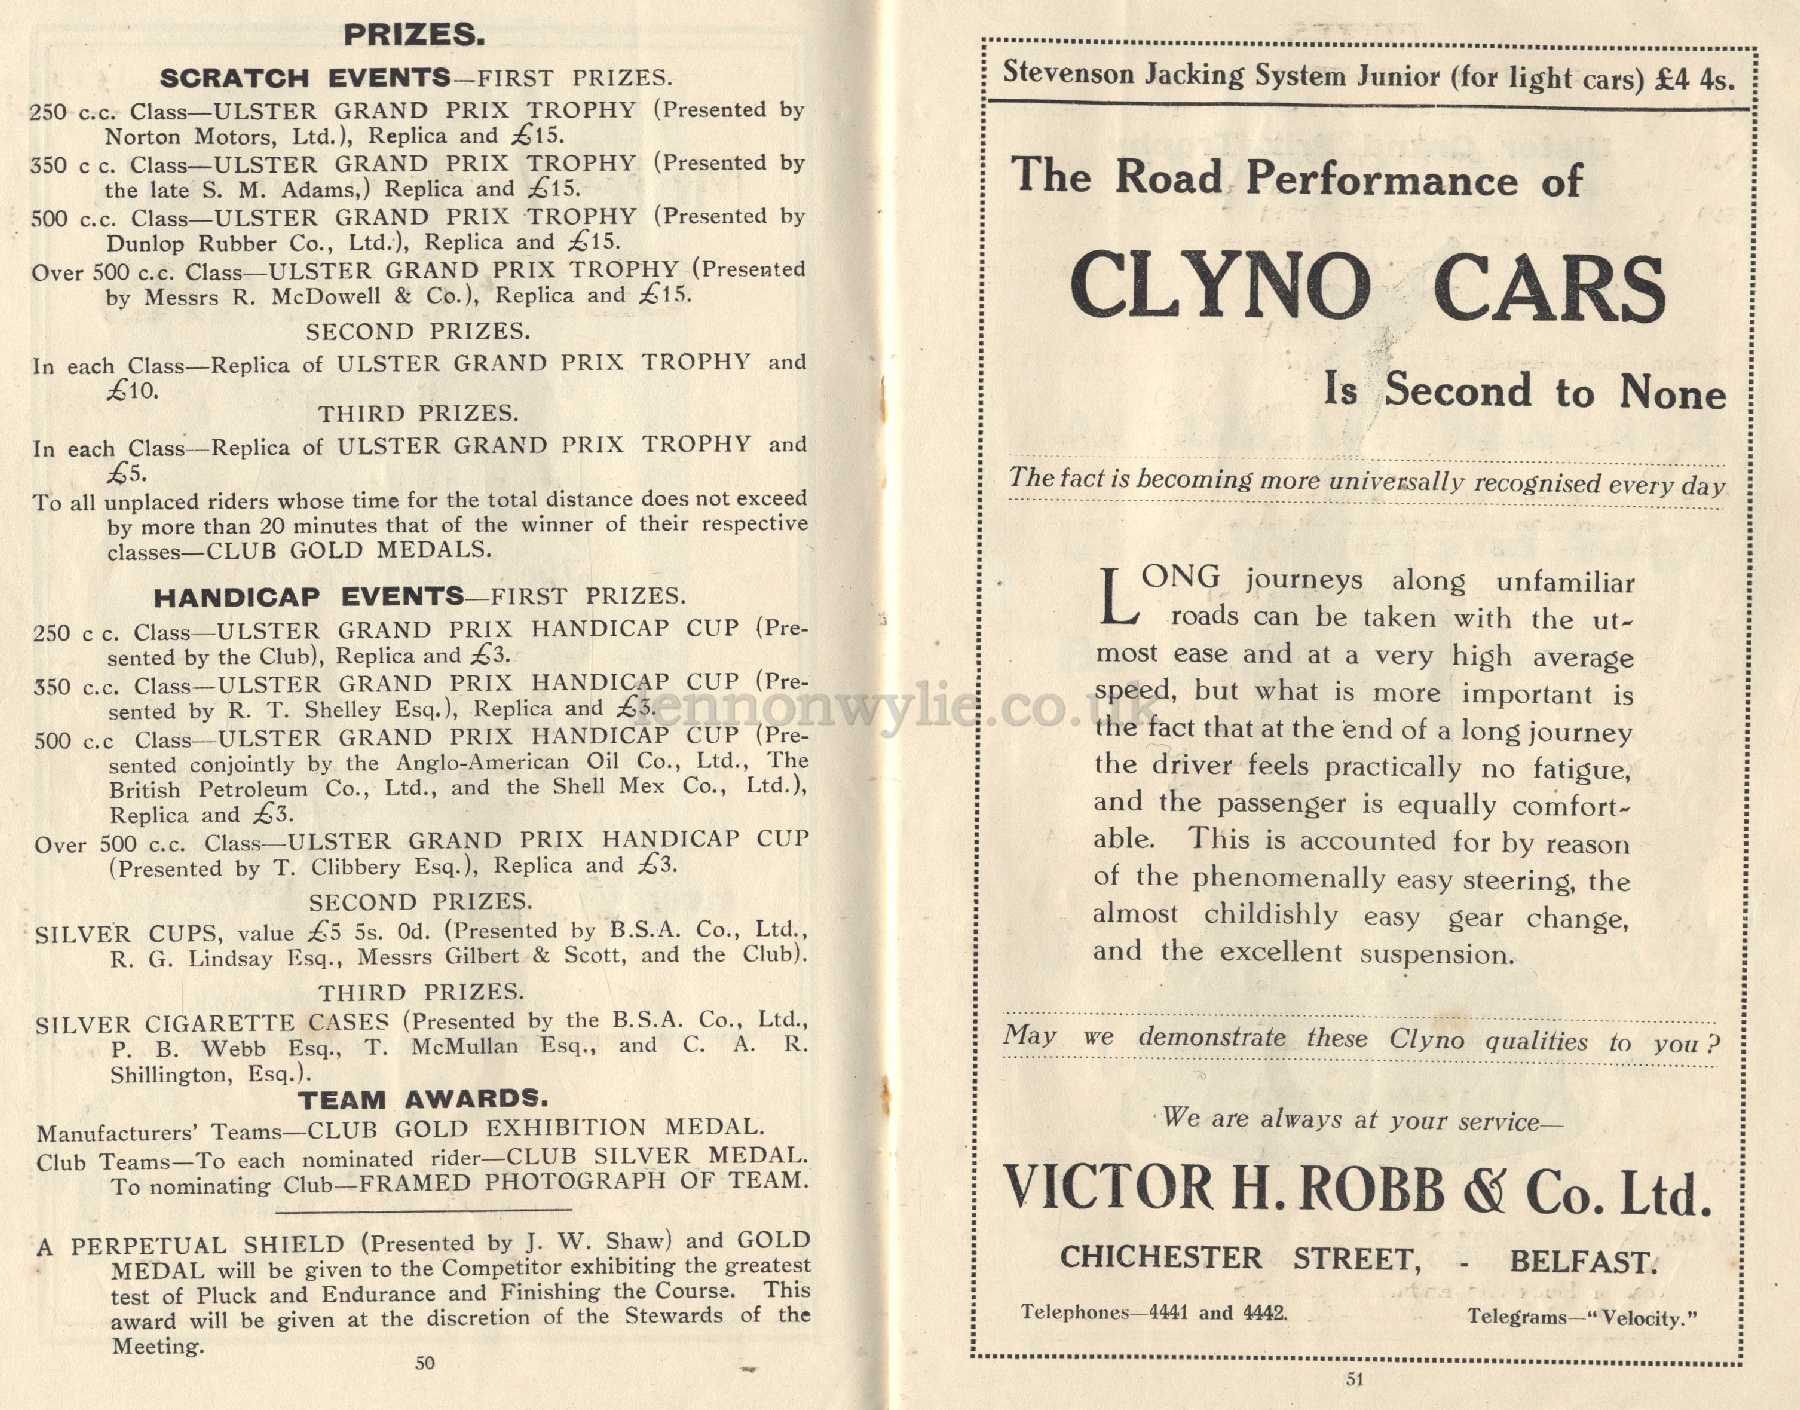 PRIZES.
SCRATCH EVENTS—FIRST PRIZES.
250 c.c. Class—ULSTER GRAND PRIX TROPHY (Presented by
Norton Motors, Ltd.), Replica and £15.
350 c c. Class—ULSTER GRAND PRIX TROPHY (Presented by
the late S. M. Adams,) Replica and £15.
500 c.c. Class—ULSTER GRAND PRIX TROPHY (Presented by
Dunlop Rubber Co., Ltd.), Replica and £15.
Over 500 c.c. Class—ULSTER GRAND PRIX TROPHY (Presented
by Messrs R. McDowell & Co.), Replica and £15.
SECOND PRIZES.
In each Class—Replica of ULSTER GRAND PRIX TROPHY and
£10.
THIRD PRIZES.
In each Class—Replica of ULSTER GRAND PRIX TROPHY and
£5.
To all unplaced riders whose time for the total distance does not exceed
by more than 20 minutes that of the winner of their respective
classes—CLUB GOLD MEDALS.
HANDICAP EVENTS—FIRST PRIZES.
250 c c. Class—ULSTER GRAND PRIX HANDICAP CUP (Pre-
sented by the Club), Replica and £3.
350 c.c. Class—ULSTER GRAND PRIX HANDICAP CUP (Pre-
sented by R. T. Shelley Esq.), Replica and £3.
500 c.c Class—ULSTER GRAND PRIX HANDICAP CUP (Pre-
sented conjointly by the Anglo-American Oil Co., Ltd., The
British Petroleum Co., Ltd., and the Shell Mex Co., Ltd.),
Replica and £3.
Over 500 c.c. Class—ULSTER GRAND PRIX HANDICAP CUP
(Presented by T. Clibbery Esq.), Replica and £3.
SECOND PRIZES.
SILVER CUPS, value £5 5s. 0d. (Presented by B.S.A. Co., Ltd.,
R. G. Lindsay Esq., Messrs Gilbert & Scott, and the Club).
THIRD PRIZES.
SILVER CIGARETTE CASES (Presented by the B.S.A. Co., Ltd.,
P. B. Webb Esq., T. McMullan Esq., and C. A. R.
Shillington, Esq.).
TEAM AWARDS.
Manufacturers' Teams—CLUB GOLD EXHIBITION MEDAL.
Club Teams—To each nominated rider—CLUB SILVER MEDAL.
To nominating Club—FRAMED PHOTOGRAPH OF TEAM.
A PERPETUAL SHIELD (Presented by J. W. Shaw) and GOLD
MEDAL will be given to the Competitor exhibiting the greatest
test of Pluck and Endurance and Finishing the Course. This
award will be given at the discretion of the Stewards of the
Meeting.
50
Stevenson Jacking System Junior (for light cars) £4 4s.
The Road Performance of
CLYNO CARS
Is Second to None
The fact is becoming more universally recognised every day
LONG journeys along unfamiliar
roads can be taken with the ut-
most ease and at a very high average
speed, but what is more important is
the fact that at the end of a long journey
the driver feels practically no fatigue,
and the passenger is equally comfort-
able. This is accounted for by reason
of the phenomenally easy steering, the
almost childishly easy gear change,
and the excellent suspension.
May we demonstrate these Clyno qualities to you?
We are always at your service—
VICTOR H. ROBB & Co. Ltd.
CHICHESTER STREET, - BELFAST.
Telephones—4441 and 4442. Telegrams—"Velocity."
51
lennonwylie.co.uk